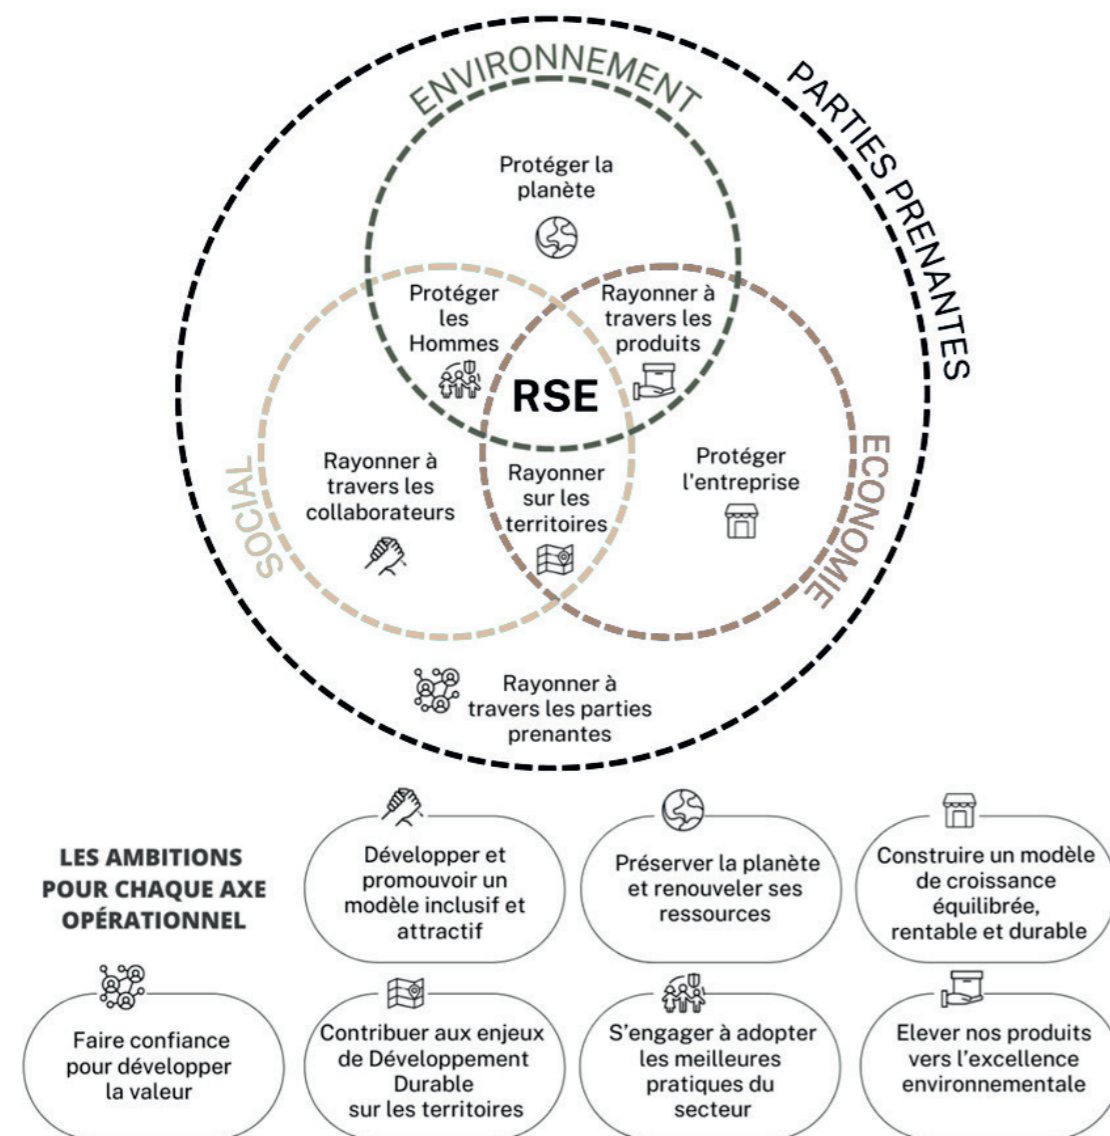 ENVIRONNEMENT
PARTIES PRENANTES
Protéger la
planète
Protéger
les
Hommes
Rayonner à
travers les
produits
RSE
SOCIAL
Rayonner à
travers les
collaborateurs
Rayonner
sur les
territoires
Protéger
l'entreprise
ECONOMIE
Rayonner à
travers les parties
prenantes
LES AMBITIONS
POUR CHAQUE AXE
OPÉRATIONNEL
Développer et
promouvoir un
modèle inclusif et
attractif
Préserver la planète
et renouveler ses
ressources
Construire un modèle
de croissance
équilibrée,
rentable et durable
Faire confiance
pour développer
la valeur
Contribuer aux enjeux
de Développement
Durable
sur les territoires
S'engager à adopter
les meilleures
pratiques du
secteur
Elever nos produits
vers l'excellence
environnementale